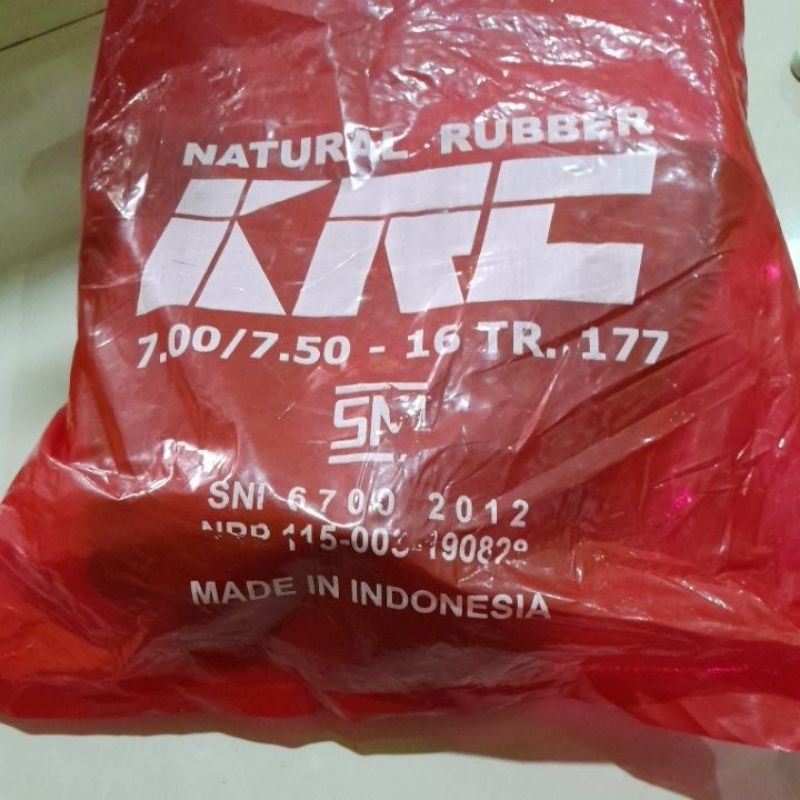 NATURAL RUBBER
KRC
7.00/7.50 - 16 TR. 177
SNI
SNI 6700 2012
MADE IN INDONESIA